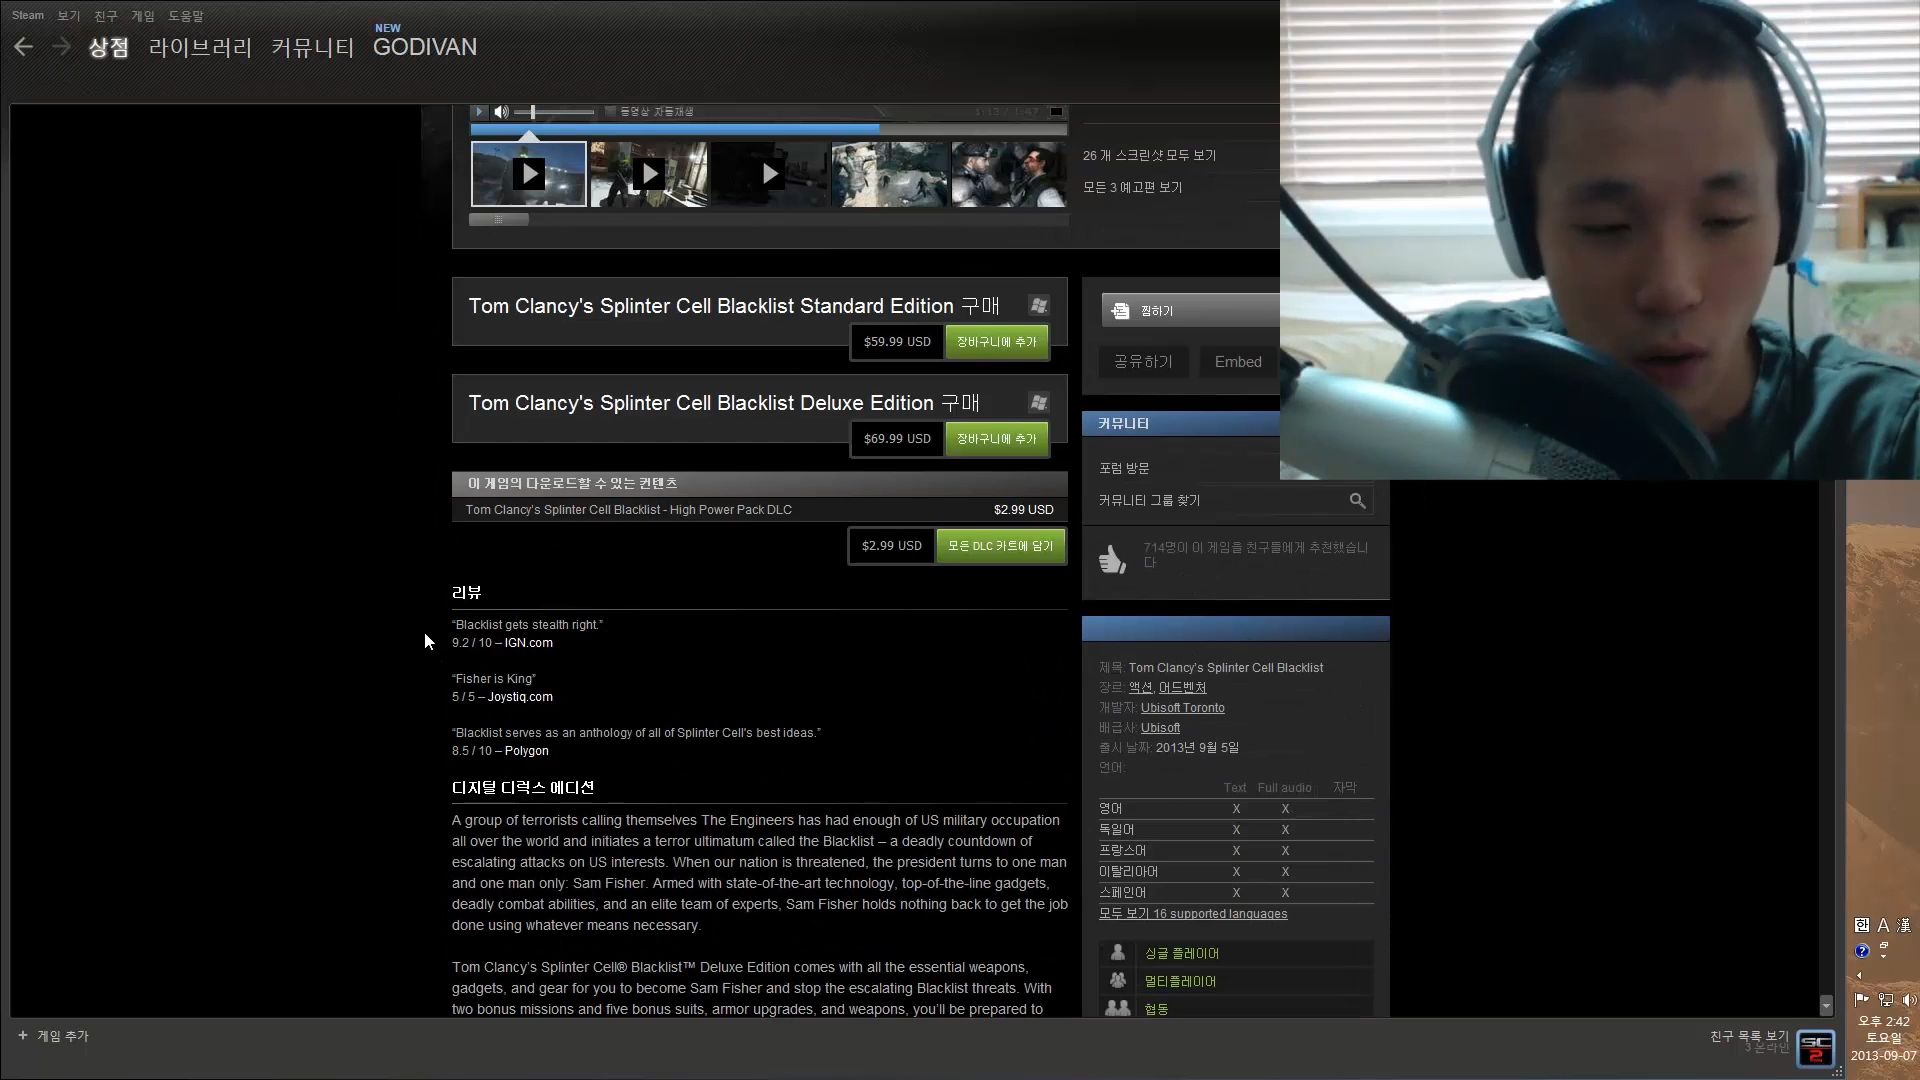 Steam 보기 친구 게임 도움말
NEW
상점 라이브러리 커뮤니티 GODIVAN
동영상 자동재생
1:13 / 1:47
26 개 스크린샷 모두 보기
모든 3 예고편 보기
Tom Clancy's Splinter Cell Blacklist Standard Edition 구매
$59.99 USD 장바구니에 추가
Tom Clancy's Splinter Cell Blacklist Deluxe Edition 구매
$69.99 USD 장바구니에 추가
이 게임의 다운로드할 수 있는 컨텐츠
Tom Clancy's Splinter Cell Blacklist - High Power Pack DLC $2.99 USD
$2.99 USD 모든 DLC 카트에 담기
리뷰
“Blacklist gets stealth right.”
9.2 / 10 – IGN.com
“Fisher is King”
5 / 5 – Joystiq.com
“Blacklist serves as an anthology of all of Splinter Cell's best ideas.”
8.5 / 10 – Polygon
디지털 디럭스 에디션
A group of terrorists calling themselves The Engineers has had enough of US military occupation
all over the world and initiates a terror ultimatum called the Blacklist – a deadly countdown of
escalating attacks on US interests. When our nation is threatened, the president turns to one man
and one man only: Sam Fisher. Armed with state-of-the-art technology, top-of-the-line gadgets,
deadly combat abilities, and an elite team of experts, Sam Fisher holds nothing back to get the job
done using whatever means necessary.
Tom Clancy's Splinter Cell® Blacklist™ Deluxe Edition comes with all the essential weapons,
gadgets, and gear for you to become Sam Fisher and stop the escalating Blacklist threats. With
two bonus missions and five bonus suits, armor upgrades, and weapons, you'll be prepared to
찜하기
공유하기 Embed
커뮤니티
포럼 방문
커뮤니티 그룹 찾기
714명이 이 게임을 친구들에게 추천했습니
다
제목: Tom Clancy's Splinter Cell Blacklist
장르: 액션, 어드벤처
개발자: Ubisoft Toronto
배급사: Ubisoft
출시 날짜: 2013년 9월 5일
언어:
Text Full audio 자막
영어 X X
독일어 X X
프랑스어 X X
이탈리아어 X X
스페인어 X X
모두 보기 16 supported languages
싱글 플레이어
멀티플레이어
협동
+ 게임 추가
친구 목록 보기
3 온라인
SC
2
한 A 漢
오후 2:42
토요일
2013-09-07